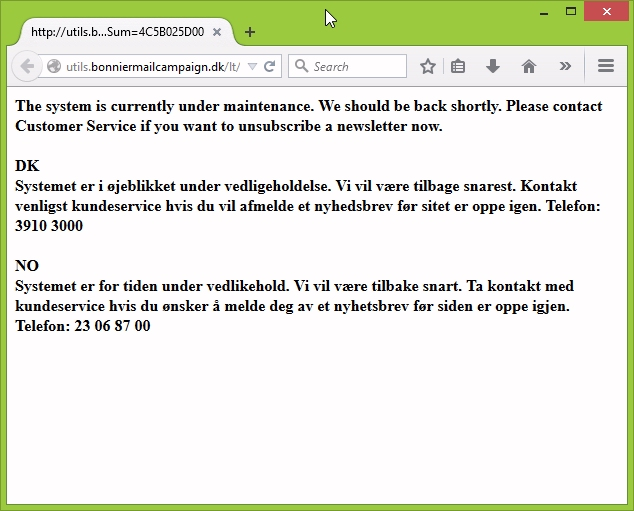 http://utils.b...Sum=4C5B025D00
utils.bonniermailcampaign.dk/lt/
Search
The system is currently under maintenance. We should be back shortly. Please contact
Customer Service if you want to unsubscribe a newsletter now.
DK
Systemet er i øjeblikket under vedligeholdelse. Vi vil være tilbage snarest. Kontakt
venligst kundeservice hvis du vil afmelde et nyhedsbrev før sitet er oppe igen. Telefon:
3910 3000
NO
Systemet er for tiden under vedlikehold. Vi vil være tilbake snart. Ta kontakt med
kundeservice hvis du ønsker å melde deg av et nyhetsbrev før siden er oppe igjen.
Telefon: 23 06 87 00